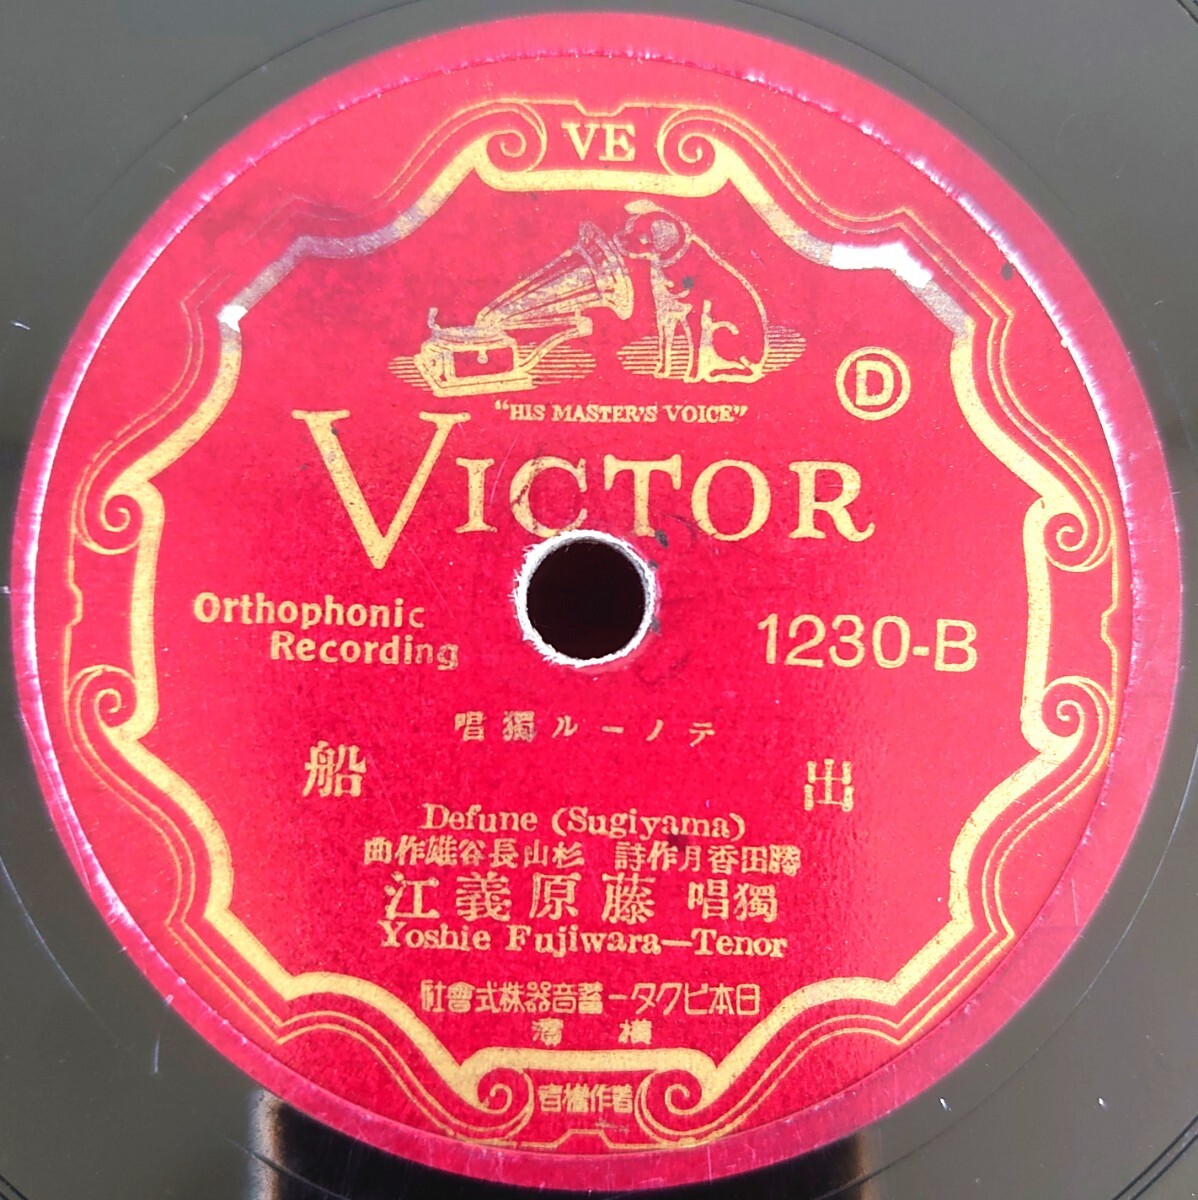 VE
"HIS MASTER'S VOICE"
Ⓓ
VICTOR
Orthophonic
Recording
1230-B
テノール獨唱
出船
Defune (Sugiyama)
勝田香月作詩 杉山長谷雄作曲
獨唱 藤原義江
Yoshie Fujiwara—Tenor
日本ビクター蓄音器株式會社
横濱
著作權者